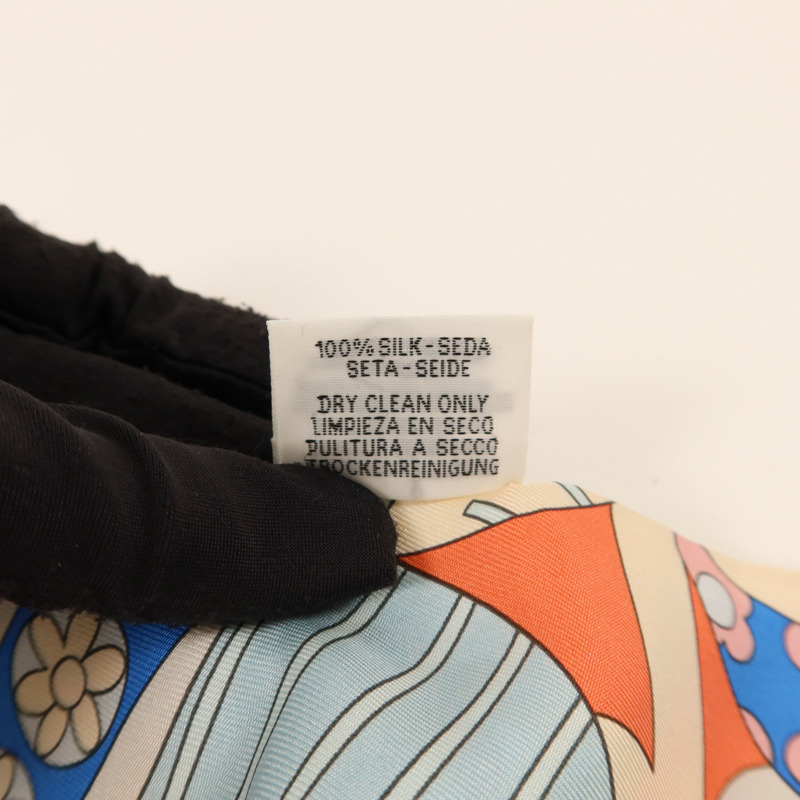 100% SILK-SEDA
SETA-SEIDE
DRY CLEAN ONLY
LIMPIEZA EN SECO
PULITURA A SECCO
TROCKENREINIGUNG